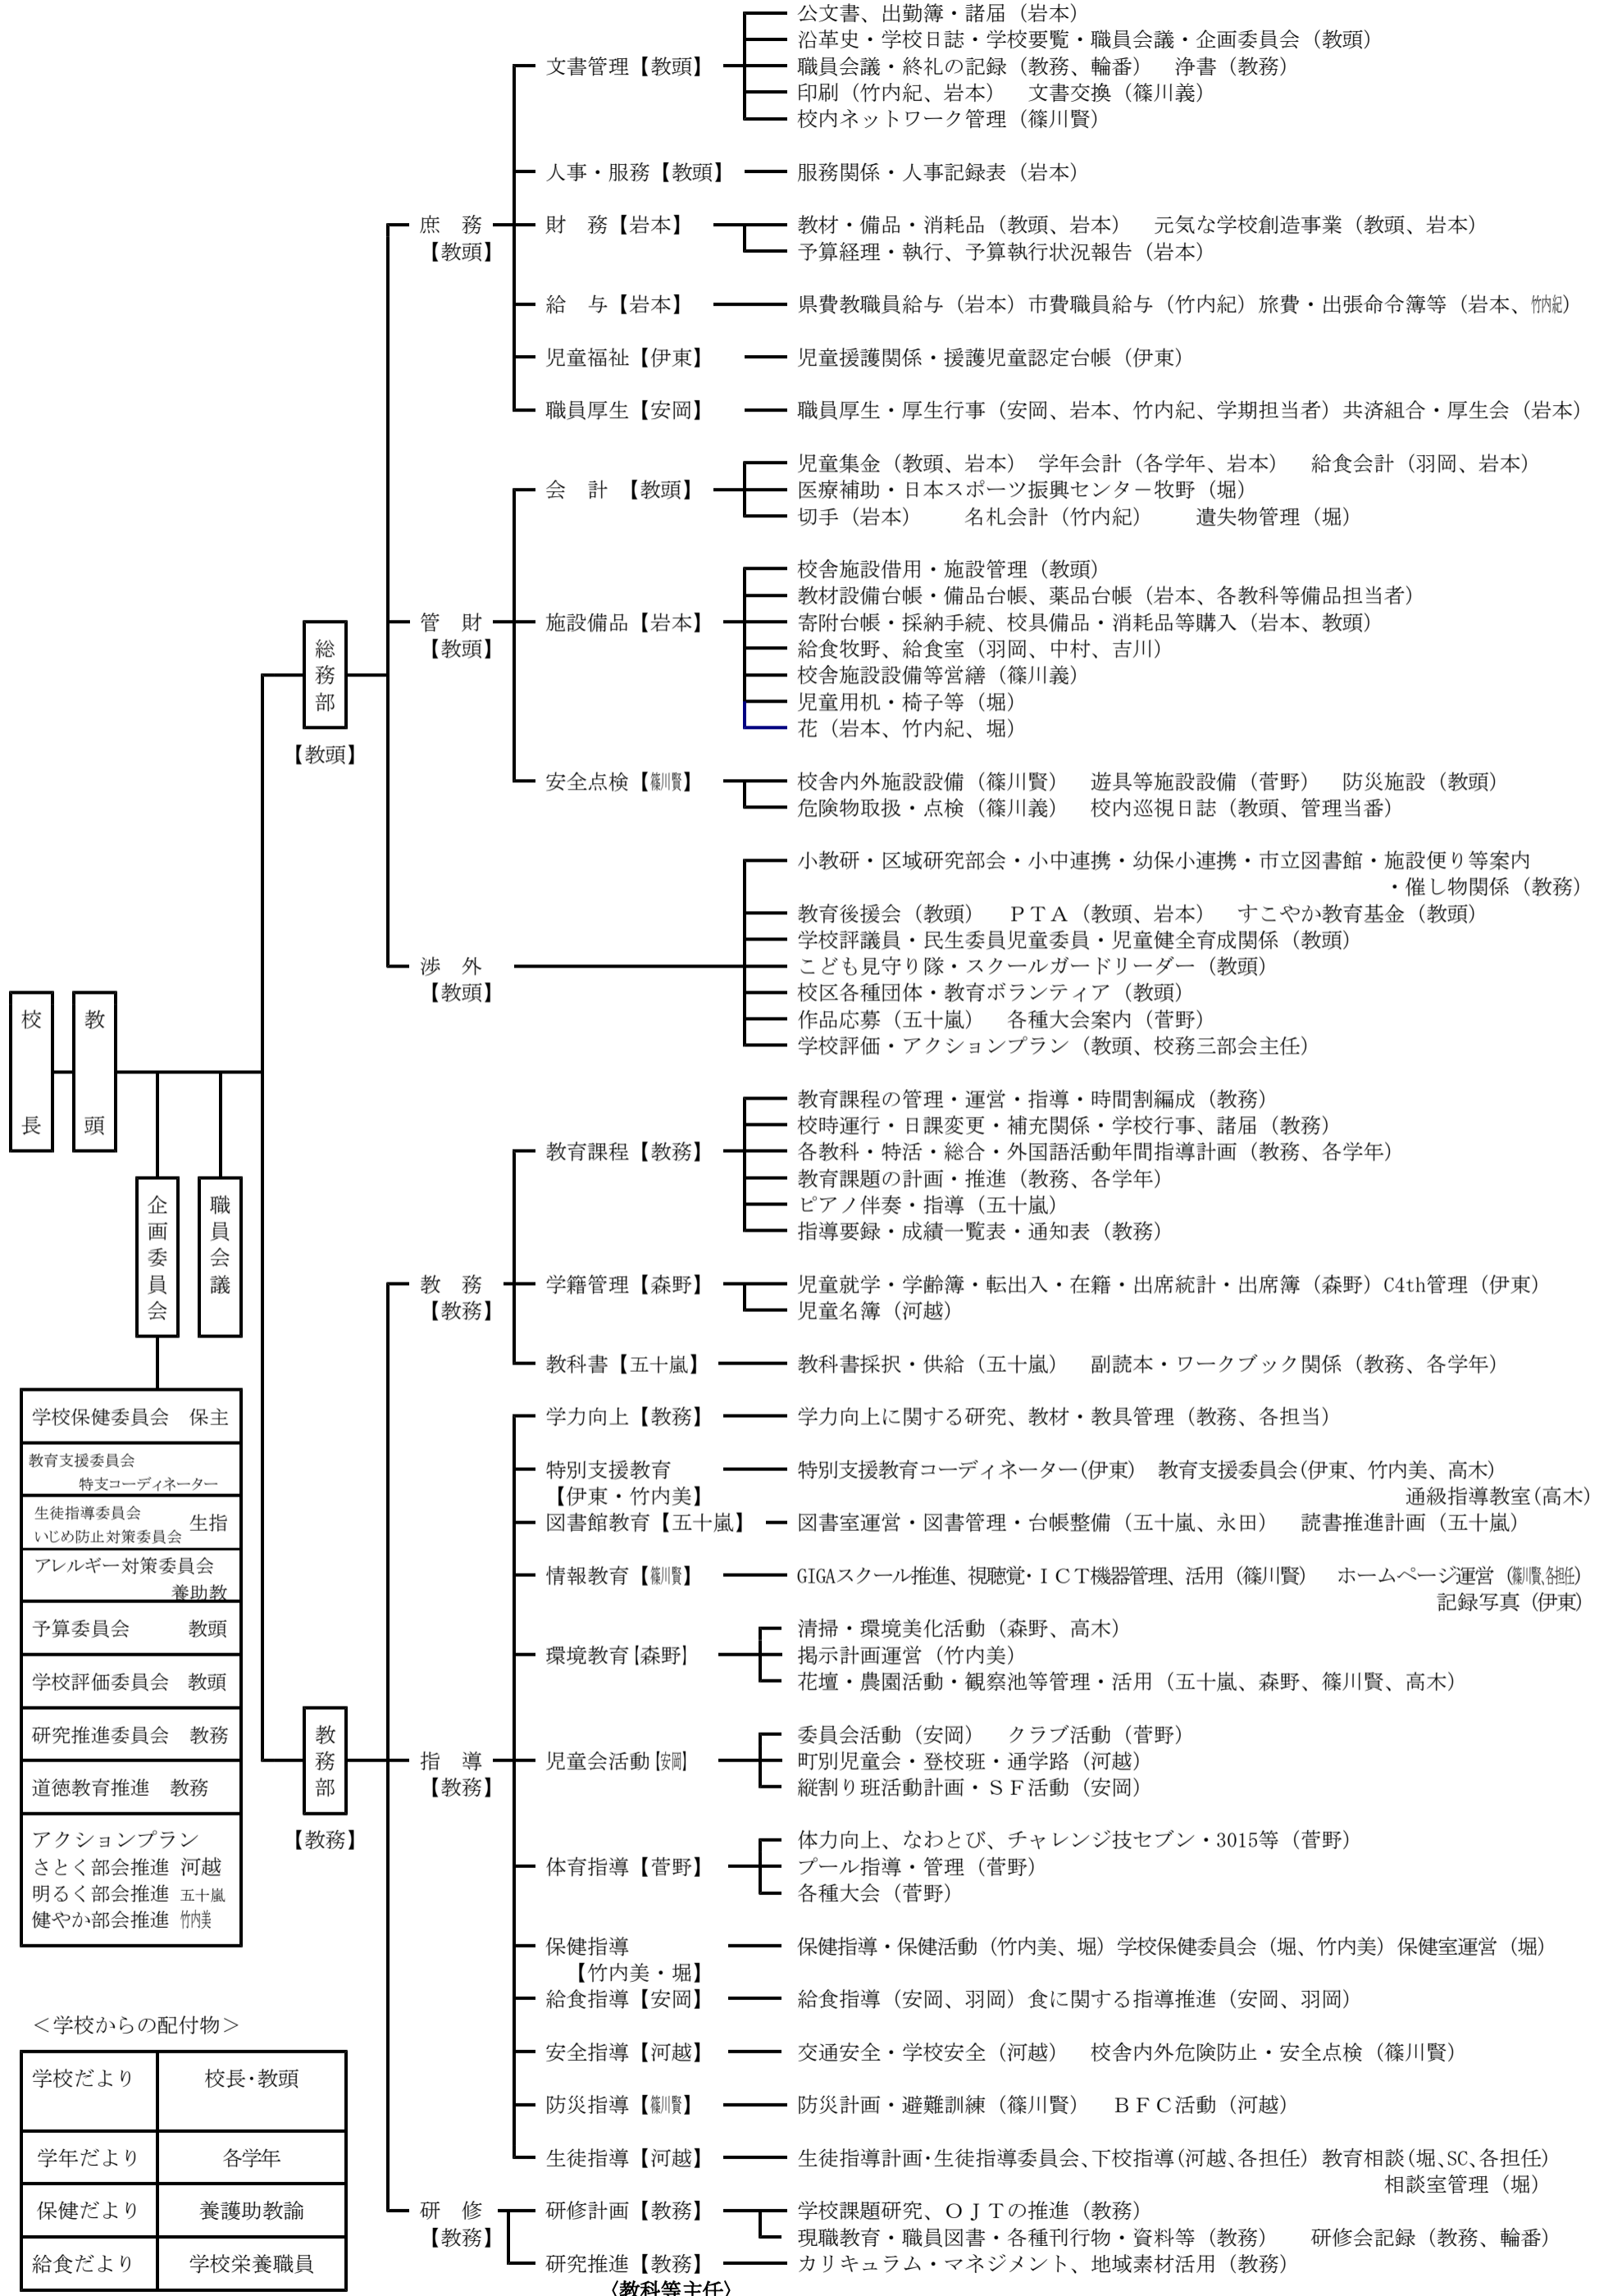 校長
教頭
企画委員会
職員会議
学校保健委員会　保主
教育支援委員会
特支コーディネーター
生徒指導委員会
いじめ防止対策委員会　生指
アレルギー対策委員会
養助教
予算委員会　教頭
学校評価委員会　教頭
研究推進委員会　教務
道徳教育推進　教務
アクションプラン
さとく部会推進　河越
明るく部会推進　五十嵐
健やか部会推進　竹内美
＜学校からの配付物＞
学校だより　校長・教頭
学年だより　各学年
保健だより　養護助教諭
給食だより　学校栄養職員
総務部
【教頭】
庶　務
【教頭】
文書管理【教頭】
公文書、出勤簿・諸届（岩本）
沿革史・学校日誌・学校要覧・職員会議・企画委員会（教頭）
職員会議・終礼の記録（教務、輪番）　浄書（教務）
印刷（竹内紀、岩本）　文書交換（篠川義）
校内ネットワーク管理（篠川賢）
人事・服務【教頭】　服務関係・人事記録表（岩本）
財　務【岩本】　教材・備品・消耗品（教頭、岩本）　元気な学校創造事業（教頭、岩本）
予算経理・執行、予算執行状況報告（岩本）
給　与【岩本】　県費教職員給与（岩本）市費職員給与（竹内紀）旅費・出張命令簿等（岩本、竹内紀）
児童福祉【伊東】　児童援護関係・援護児童認定台帳（伊東）
職員厚生【安岡】　職員厚生・厚生行事（安岡、岩本、竹内紀、学期担当者）共済組合・厚生会（岩本）
管　財
【教頭】
会　計　【教頭】
児童集金（教頭、岩本）　学年会計（各学年、岩本）　給食会計（羽岡、岩本）
医療補助・日本スポーツ振興センタ－牧野（堀）
切手（岩本）　名札会計（竹内紀）　遺失物管理（堀）
施設備品【岩本】
校舎施設借用・施設管理（教頭）
教材設備台帳・備品台帳、薬品台帳（岩本、各教科等備品担当者）
寄附台帳・採納手続、校具備品・消耗品等購入（岩本、教頭）
給食牧野、給食室（羽岡、中村、吉川）
校舎施設設備等営繕（篠川義）
児童用机・椅子等（堀）
花（岩本、竹内紀、堀）
安全点検【篠川賢】　校舎内外施設設備（篠川賢）　遊具等施設設備（菅野）　防災施設（教頭）
危険物取扱・点検（篠川義）　校内巡視日誌（教頭、管理当番）
渉　外
【教頭】
小教研・区域研究部会・小中連携・幼保小連携・市立図書館・施設便り等案内
・催し物関係（教務）
教育後援会（教頭）　ＰＴＡ（教頭、岩本）　すこやか教育基金（教頭）
学校評議員・民生委員児童委員・児童健全育成関係（教頭）
こども見守り隊・スクールガードリーダー（教頭）
校区各種団体・教育ボランティア（教頭）
作品応募（五十嵐）　各種大会案内（菅野）
学校評価・アクションプラン（教頭、校務三部会主任）
教務部
【教務】
教　務
【教務】
教育課程【教務】
教育課程の管理・運営・指導・時間割編成（教務）
校時運行・日課変更・補充関係・学校行事、諸届（教務）
各教科・特活・総合・外国語活動年間指導計画（教務、各学年）
教育課題の計画・推進（教務、各学年）
ピアノ伴奏・指導（五十嵐）
指導要録・成績一覧表・通知表（教務）
学籍管理【森野】　児童就学・学齢簿・転出入・在籍・出席統計・出席簿（森野）C4th管理（伊東）
児童名簿（河越）
教科書【五十嵐】　教科書採択・供給（五十嵐）　副読本・ワークブック関係（教務、各学年）
指　導
【教務】
学力向上【教務】　学力向上に関する研究、教材・教具管理（教務、各担当）
特別支援教育　特別支援教育コーディネーター(伊東)　教育支援委員会(伊東、竹内美、高木)
【伊東・竹内美】　通級指導教室(高木)
図書館教育【五十嵐】　図書室運営・図書管理・台帳整備（五十嵐、永田）　読書推進計画（五十嵐）
情報教育【篠川賢】　GIGAスクール推進、視聴覚・ＩＣＴ機器管理、活用（篠川賢）　ホームページ運営（篠川賢、各担任）
記録写真（伊東）
環境教育【森野】
清掃・環境美化活動（森野、高木）
掲示計画運営（竹内美）
花壇・農園活動・観察池等管理・活用（五十嵐、森野、篠川賢、高木）
児童会活動【安岡】
委員会活動（安岡）　クラブ活動（菅野）
町別児童会・登校班・通学路（河越）
縦割り班活動計画・ＳＦ活動（安岡）
体育指導【菅野】
体力向上、なわとび、チャレンジ技セブン・3015等（菅野）
プール指導・管理（菅野）
各種大会（菅野）
保健指導　保健指導・保健活動（竹内美、堀）学校保健委員会（堀、竹内美）保健室運営（堀）
【竹内美・堀】
給食指導【安岡】　給食指導（安岡、羽岡）食に関する指導推進（安岡、羽岡）
安全指導【河越】　交通安全・学校安全（河越）　校舎内外危険防止・安全点検（篠川賢）
防災指導【篠川賢】　防災計画・避難訓練（篠川賢）　ＢＦＣ活動（河越）
生徒指導【河越】　生徒指導計画・生徒指導委員会、下校指導(河越、各担任)　教育相談(堀、SC、各担任)
相談室管理（堀）
研　修
【教務】
研修計画【教務】　学校課題研究、ＯＪＴの推進（教務）
現職教育・職員図書・各種刊行物・資料等（教務）　研修会記録（教務、輪番）
研究推進【教務】　カリキュラム・マネジメント、地域素材活用（教務）
〈教科等主任〉